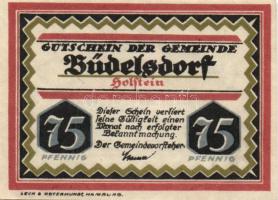 GUTSCHEIN DER GEMEINDE
Büdelsdorf
Holstein
Dieser Schein verliert
seine Gültigkeit einen
Monat nach erfolgter
Bekanntmachung.
Der Gemeindevorsteher:
75
PFENNIG
75
PFENNIG
HAMBURG.